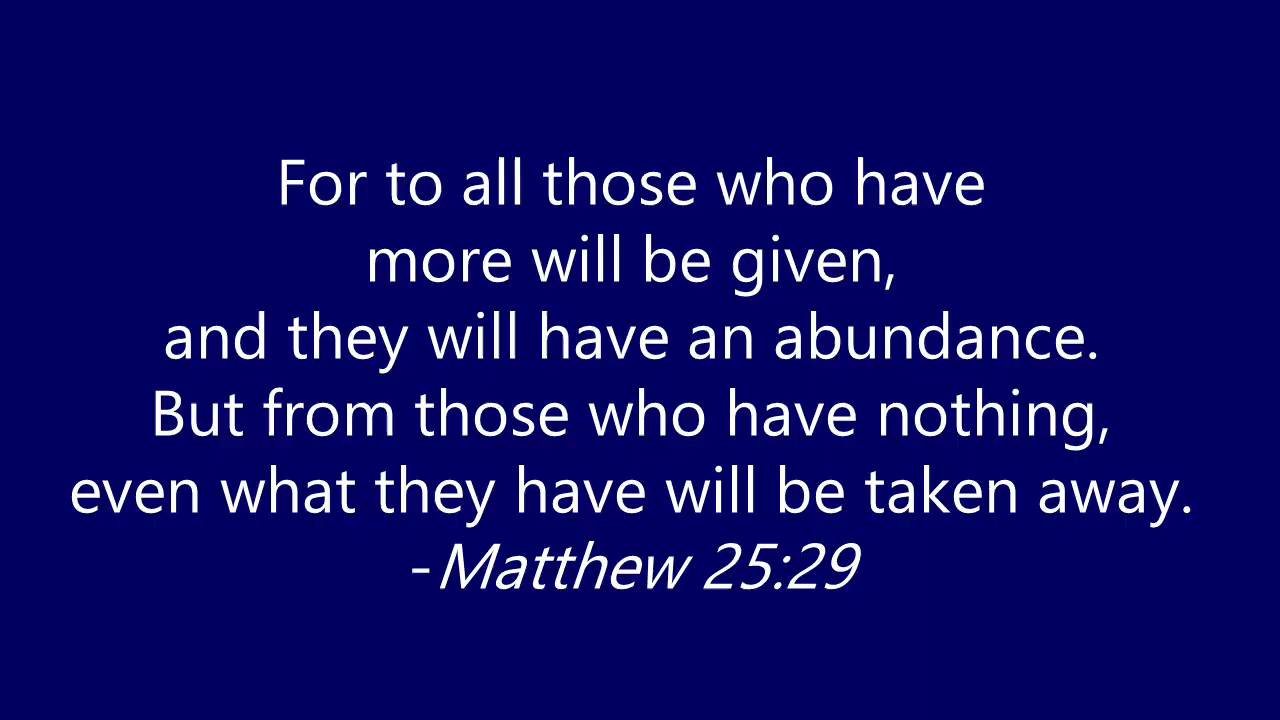 For to all those who have
more will be given,
and they will have an abundance.
But from those who have nothing,
even what they have will be taken away.
-Matthew 25:29